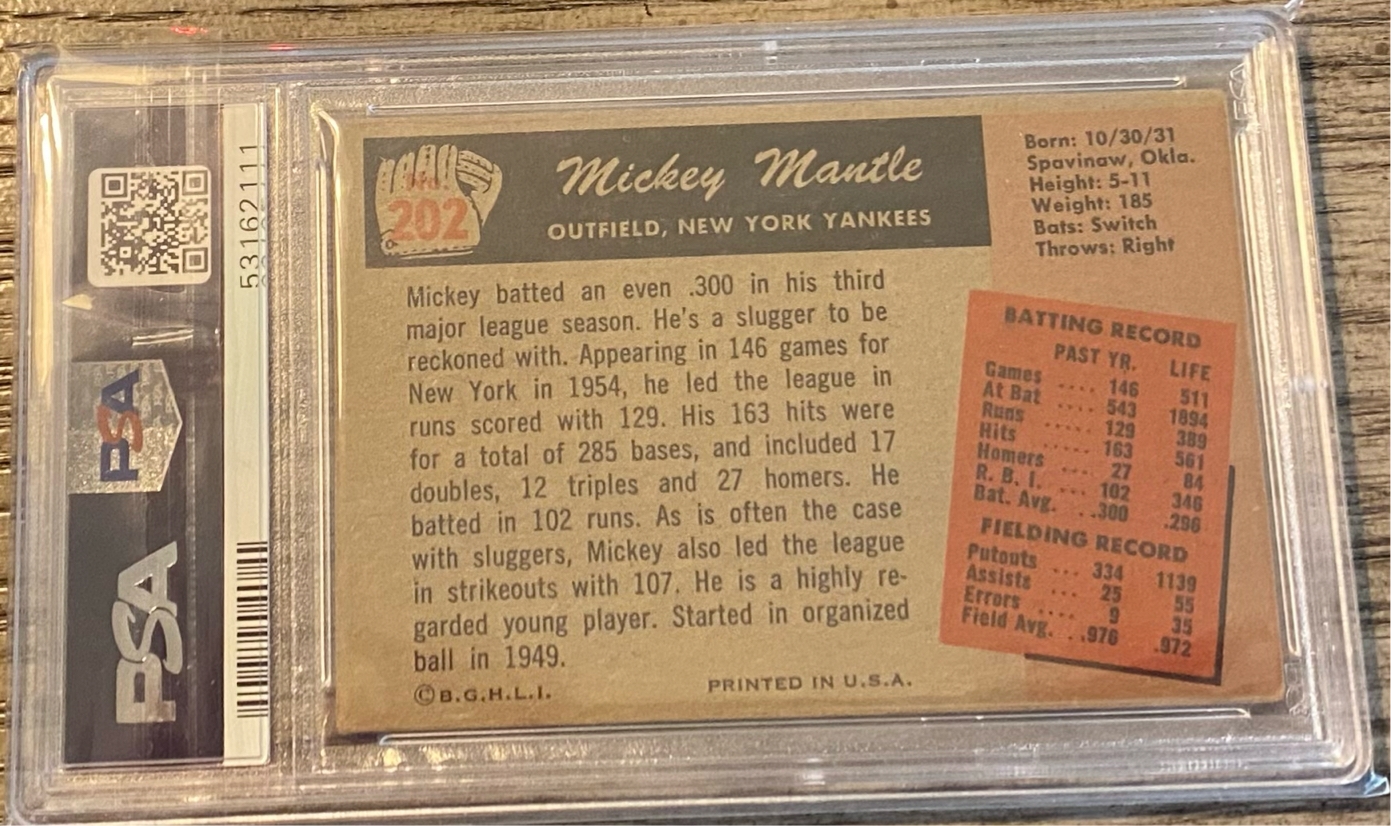 PSA
PSA
53162111
No.
202
Mickey Mantle
OUTFIELD, NEW YORK YANKEES
Born: 10/30/31
Spavinaw, Okla.
Height: 5-11
Weight: 185
Bats: Switch
Throws: Right
Mickey batted an even .300 in his third
major league season. He's a slugger to be
reckoned with. Appearing in 146 games for
New York in 1954, he led the league in
runs scored with 129. His 163 hits were
for a total of 285 bases, and included 17
doubles, 12 triples and 27 homers. He
batted in 102 runs. As is often the case
with sluggers, Mickey also led the league
in strikeouts with 107. He is a highly re-
garded young player. Started in organized
ball in 1949.
©B.G.H.L.I.
PRINTED IN U.S.A.
BATTING RECORD
PAST YR. LIFE
Games .... 146 511
At Bat .... 543 1894
Runs ..... 129 389
Hits ..... 163 561
Homers .... 27 84
R. B. I. ... 102 346
Bat. Avg. . .300 .296
FIELDING RECORD
Putouts ... 334 1139
Assists ... 25 55
Errors .... 9 35
Field Avg. . .976 .972